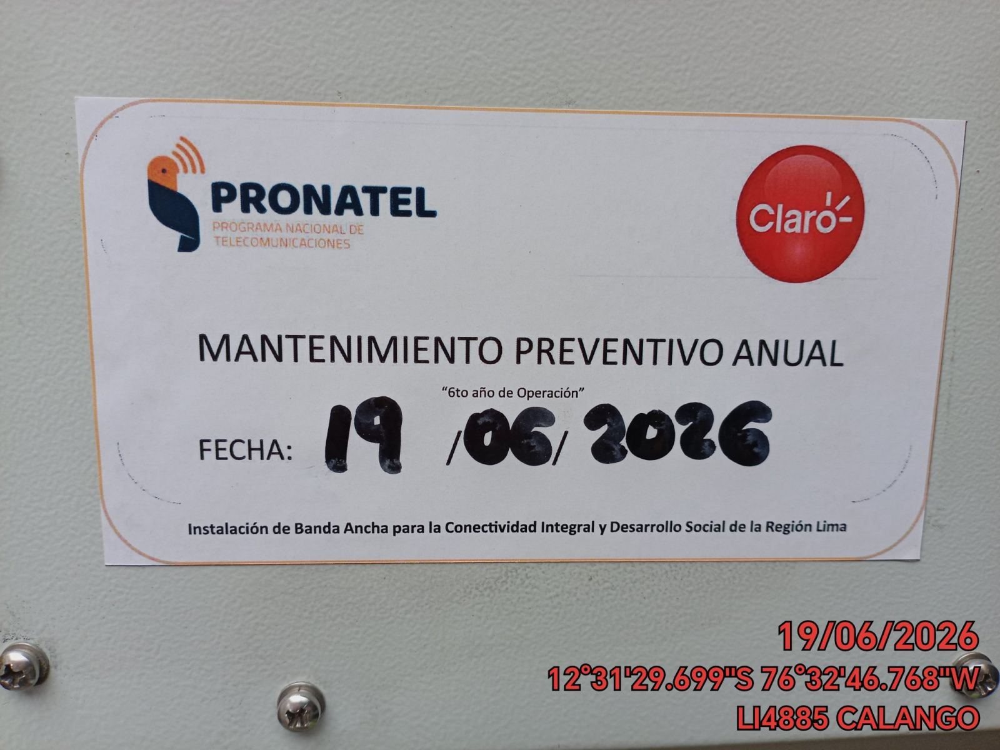 PRONATEL
PROGRAMA NACIONAL DE
TELECOMUNICACIONES
Claro
MANTENIMIENTO PREVENTIVO ANUAL
“6to año de Operación”
FECHA: 19 /06/ 2026
Instalación de Banda Ancha para la Conectividad Integral y Desarrollo Social de la Región Lima
19/06/2026
12°31'29.699"S 76°32'46.768"W
LI4885 CALANGO